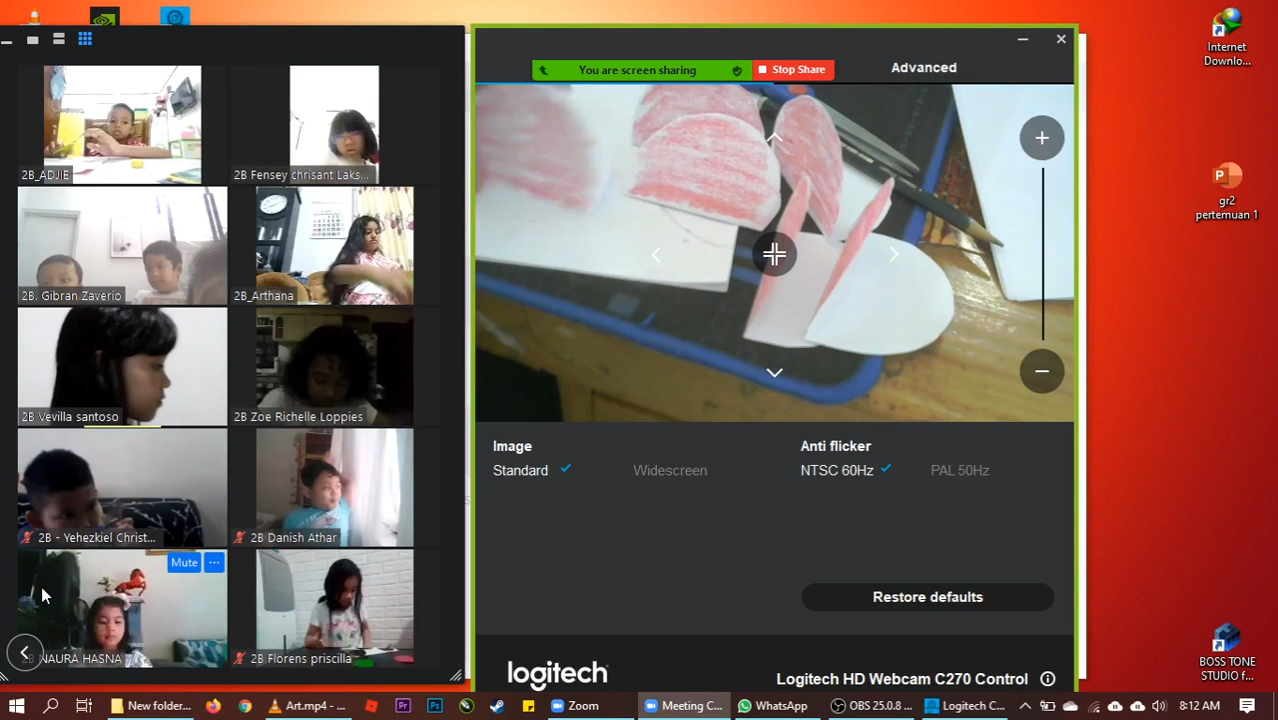 You are screen sharing
Stop Share
Advanced
2B_ADJIE
2B Fensey chrisant Laks...
2B. Gibran Zaverio
2B_Arthana
2B Vevilla santoso
2B Zoe Richelle Loppies
2B - Yehezkiel Christ...
2B Danish Athar
Mute
2B NAURA HASNA
2B Florens priscilla
Image
Standard
Widescreen
Anti flicker
NTSC 60Hz
PAL 50Hz
Restore defaults
logitech
Logitech HD Webcam C270 Control
Internet
Downlo...
gr2
pertemuan 1
BOSS TONE
STUDIO f...
New folder...
Art.mp4 - ...
Zoom
Meeting C...
WhatsApp
OBS 25.0.8 ...
Logitech C...
8:12 AM